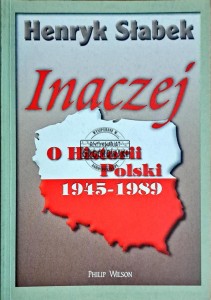 Henryk Słabek
Inaczej
O Historii
Polski
1945-1989
PHILIP WILSON